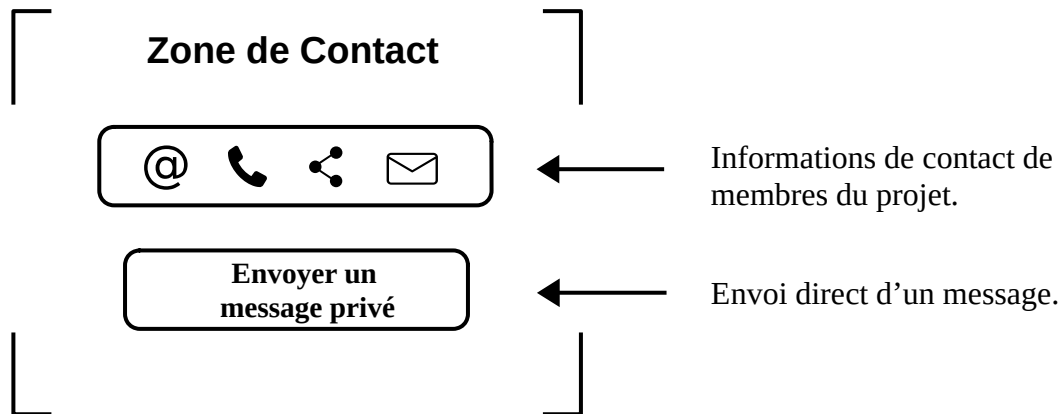 Zone de Contact
@
Informations de contact de
membres du projet.
Envoyer un
message privé
Envoi direct d’un message.